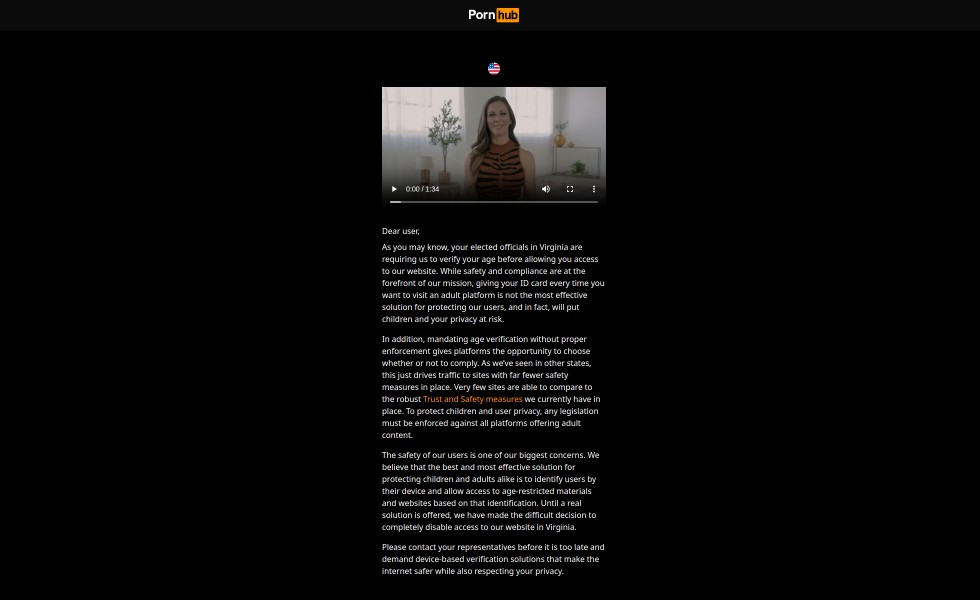 Pornhub
0:00 / 1:34
Dear user,
As you may know, your elected officials in Virginia are
requiring us to verify your age before allowing you access
to our website. While safety and compliance are at the
forefront of our mission, giving your ID card every time you
want to visit an adult platform is not the most effective
solution for protecting our users, and in fact, will put
children and your privacy at risk.
In addition, mandating age verification without proper
enforcement gives platforms the opportunity to choose
whether or not to comply. As we've seen in other states,
this just drives traffic to sites with far fewer safety
measures in place. Very few sites are able to compare to
the robust Trust and Safety measures we currently have in
place. To protect children and user privacy, any legislation
must be enforced against all platforms offering adult
content.
The safety of our users is one of our biggest concerns. We
believe that the best and most effective solution for
protecting children and adults alike is to identify users by
their device and allow access to age-restricted materials
and websites based on that identification. Until a real
solution is offered, we have made the difficult decision to
completely disable access to our website in Virginia.
Please contact your representatives before it is too late and
demand device-based verification solutions that make the
internet safer while also respecting your privacy.